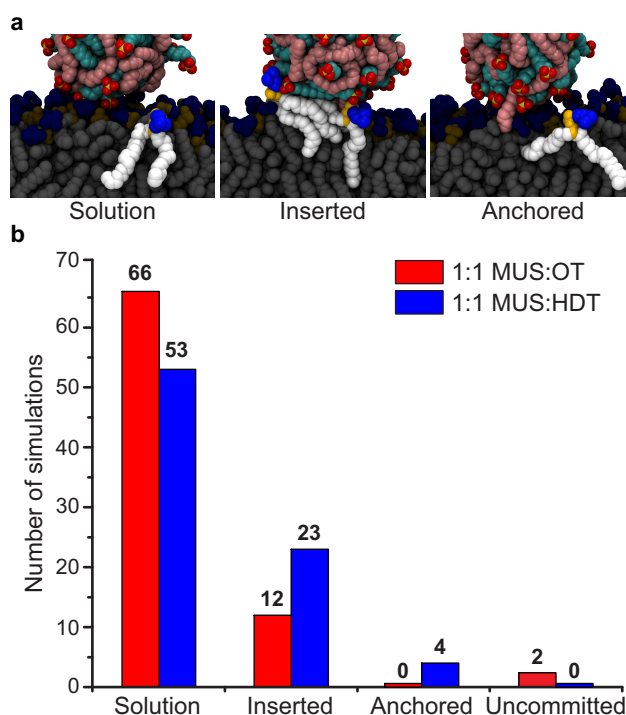 a
Solution Inserted Anchored
b
70
60
50
40
30
20
10
0
Number of simulations
1:1 MUS:OT
1:1 MUS:HDT
66
53
12
23
0
4
2
0
Solution Inserted Anchored Uncommitted